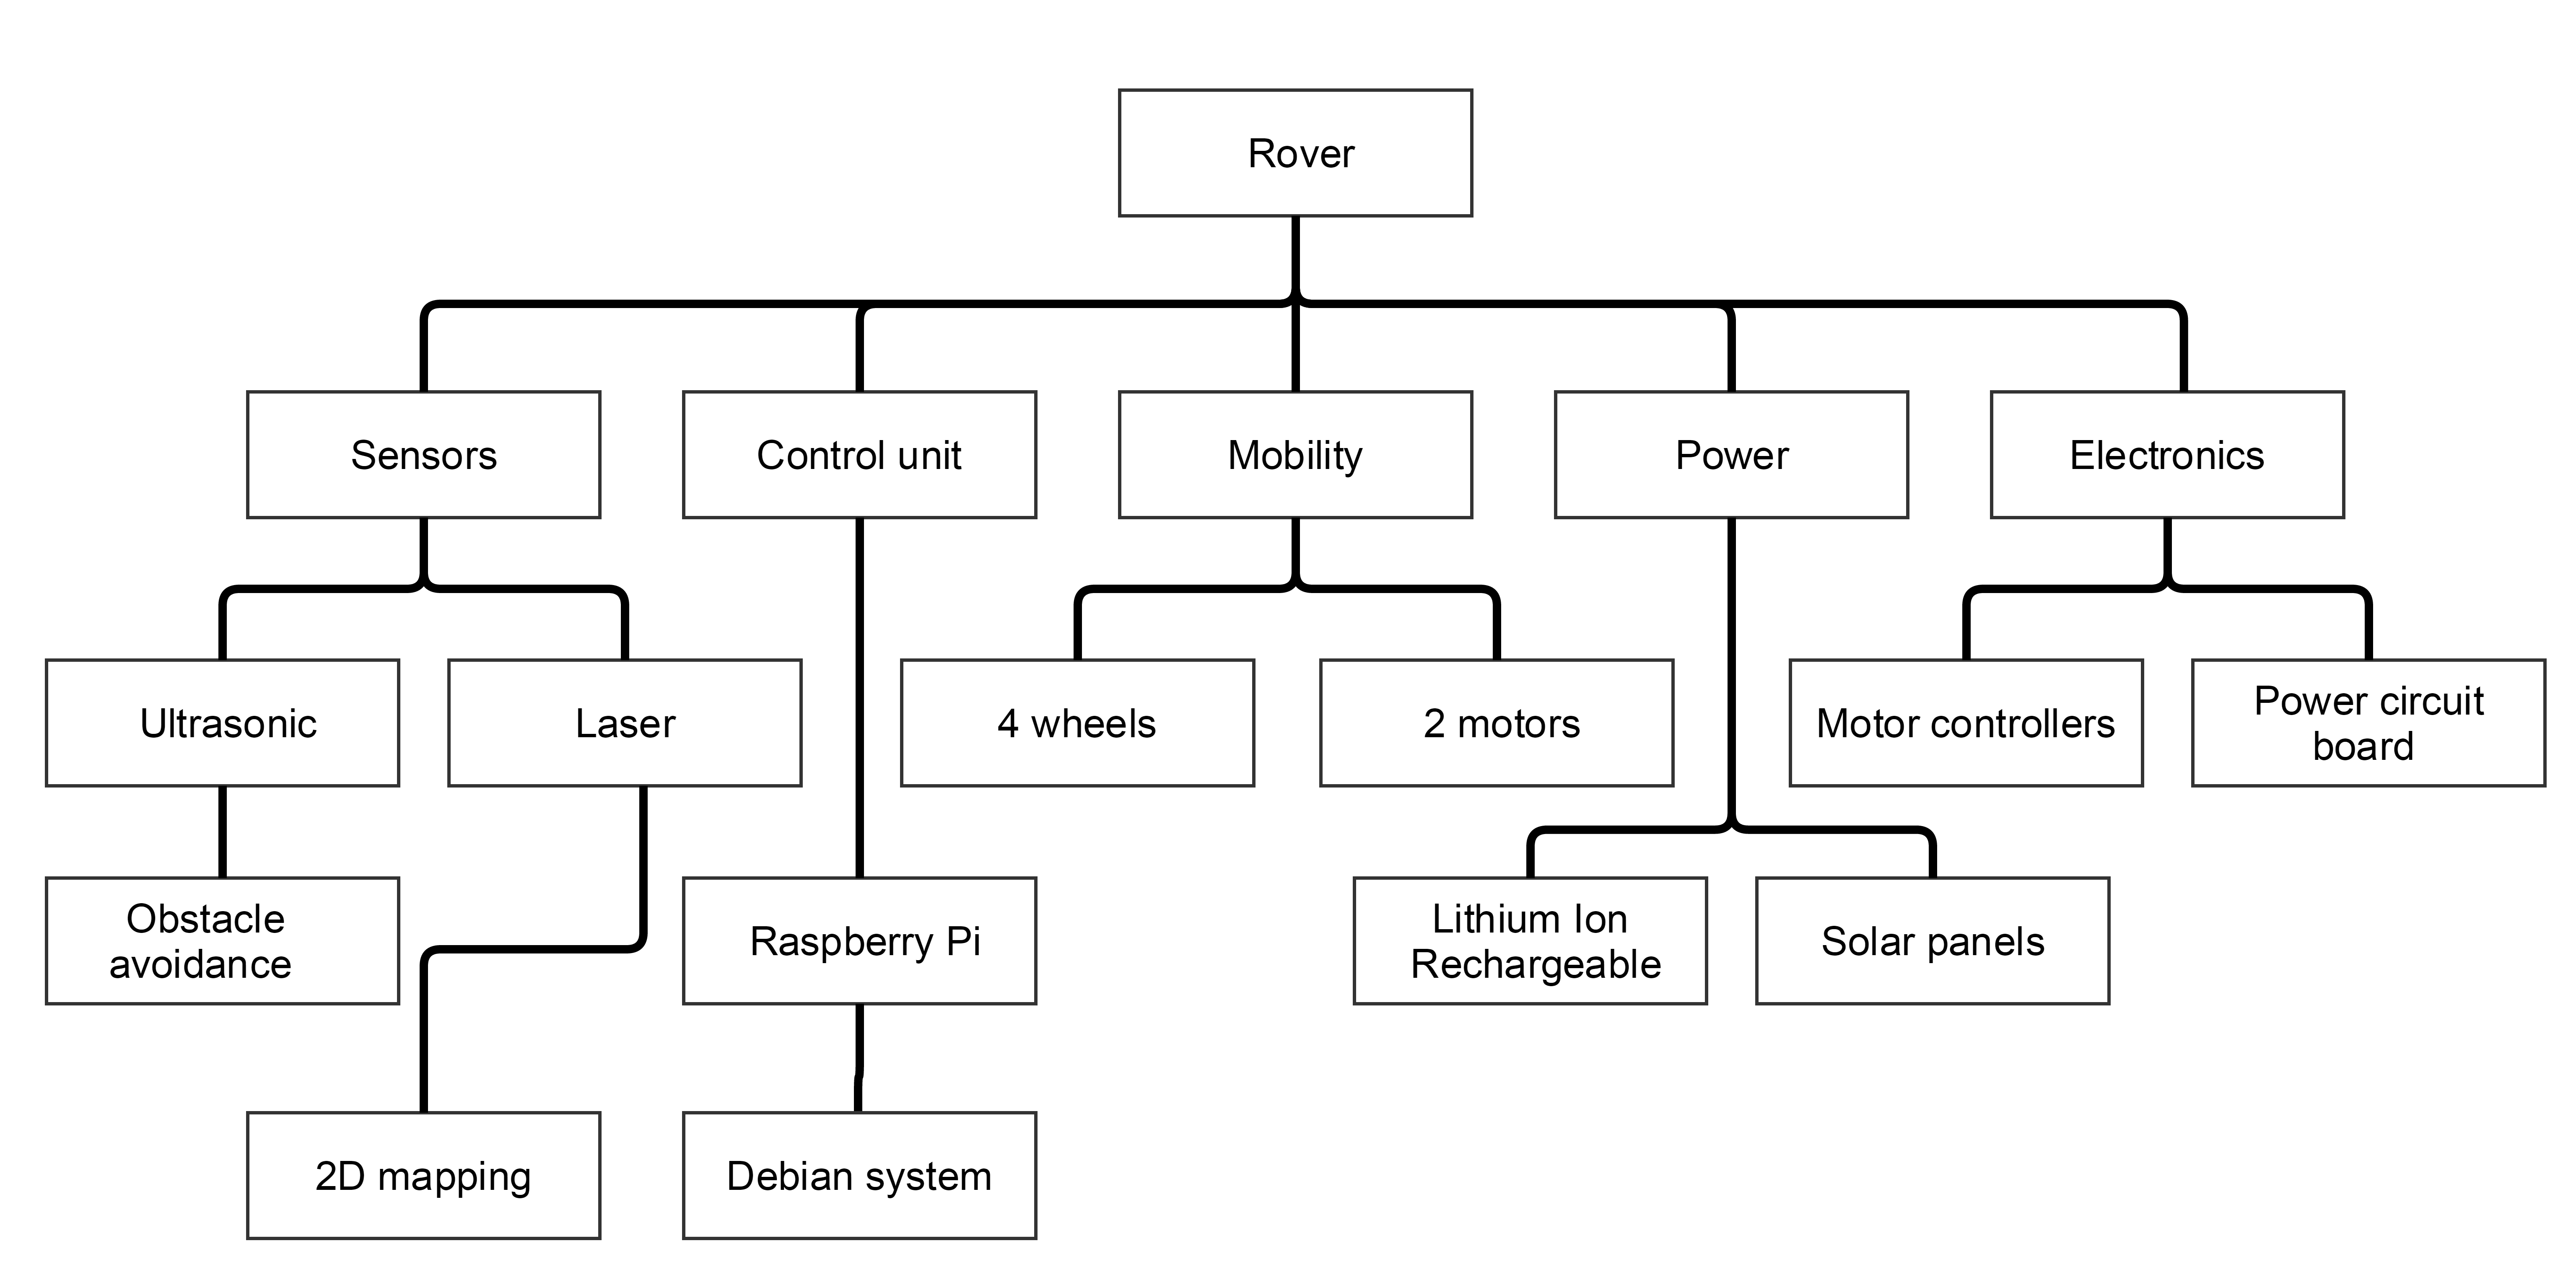 Rover
Sensors
Control unit
Mobility
Power
Electronics
Ultrasonic
Laser
4 wheels
2 motors
Motor controllers
Power circuit
board
Obstacle
avoidance
Raspberry Pi
Lithium Ion
Rechargeable
Solar panels
2D mapping
Debian system